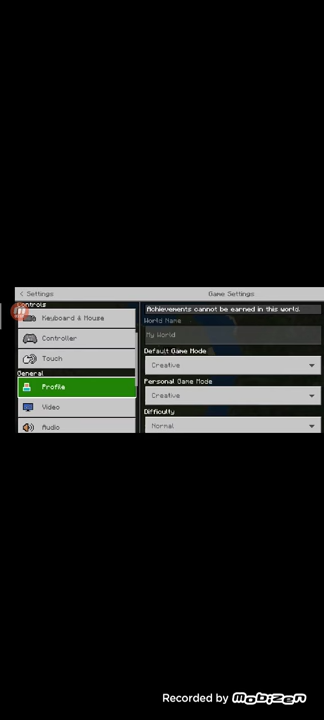 < Settings
Game Settings
Controls
Keyboard & Mouse
Controller
Touch
General
Profile
Video
Audio
Achievements cannot be earned in this world.
World Name
My World
Default Game Mode
Creative
Personal Game Mode
Creative
Difficulty
Normal
Recorded by mobizen